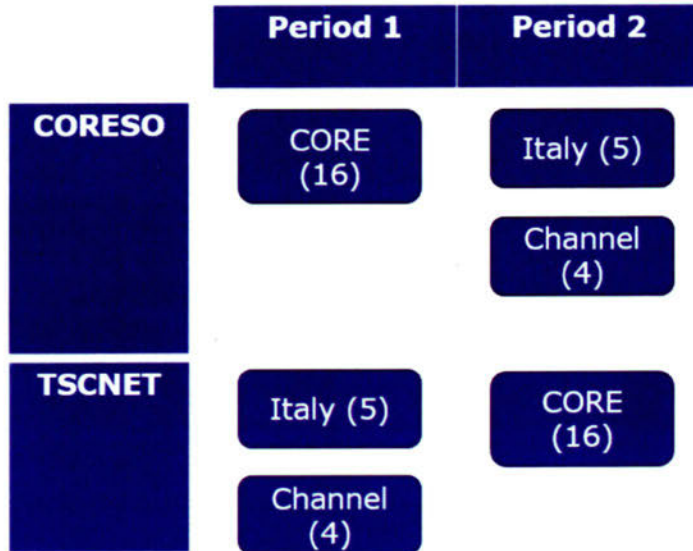 Period 1 Period 2
CORESO
CORE
(16)
Italy (5)
Channel
(4)
TSCNET
Italy (5)
Channel
(4)
CORE
(16)